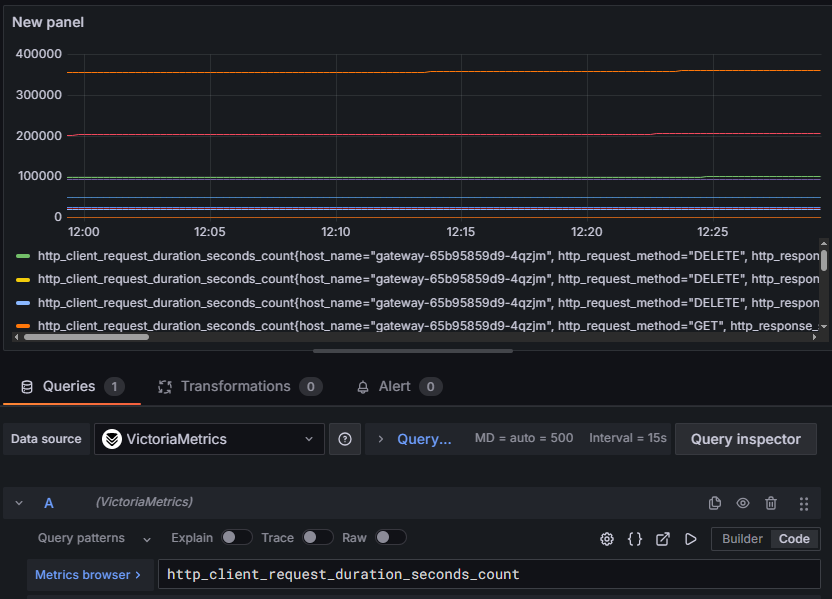 New panel
400000
300000
200000
100000
0
12:00 12:05 12:10 12:15 12:20 12:25
http_client_request_duration_seconds_count{host_name="gateway-65b95859d9-4qzjm", http_request_method="DELETE", http_respon
http_client_request_duration_seconds_count{host_name="gateway-65b95859d9-4qzjm", http_request_method="DELETE", http_respon
http_client_request_duration_seconds_count{host_name="gateway-65b95859d9-4qzjm", http_request_method="DELETE", http_respon
http_client_request_duration_seconds_count{host_name="gateway-65b95859d9-4qzjm", http_request_method="GET", http_response_
Queries 1 Transformations 0 Alert 0
Data source VictoriaMetrics Query... MD = auto = 500 Interval = 15s Query inspector
A (VictoriaMetrics)
Query patterns Explain Trace Raw {} Builder Code
Metrics browser > http_client_request_duration_seconds_count